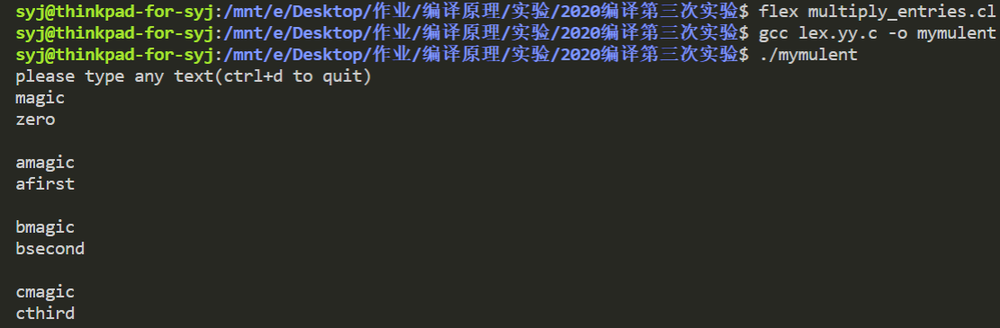 syj@thinkpad-for-syj:/mnt/e/Desktop/作业/编译原理/实验/2020编译第三次实验$ flex multiply_entries.cl
syj@thinkpad-for-syj:/mnt/e/Desktop/作业/编译原理/实验/2020编译第三次实验$ gcc lex.yy.c -o mymulent
syj@thinkpad-for-syj:/mnt/e/Desktop/作业/编译原理/实验/2020编译第三次实验$ ./mymulent
please type any text(ctrl+d to quit)
magic
zero
amagic
afirst
bmagic
bsecond
cmagic
cthird